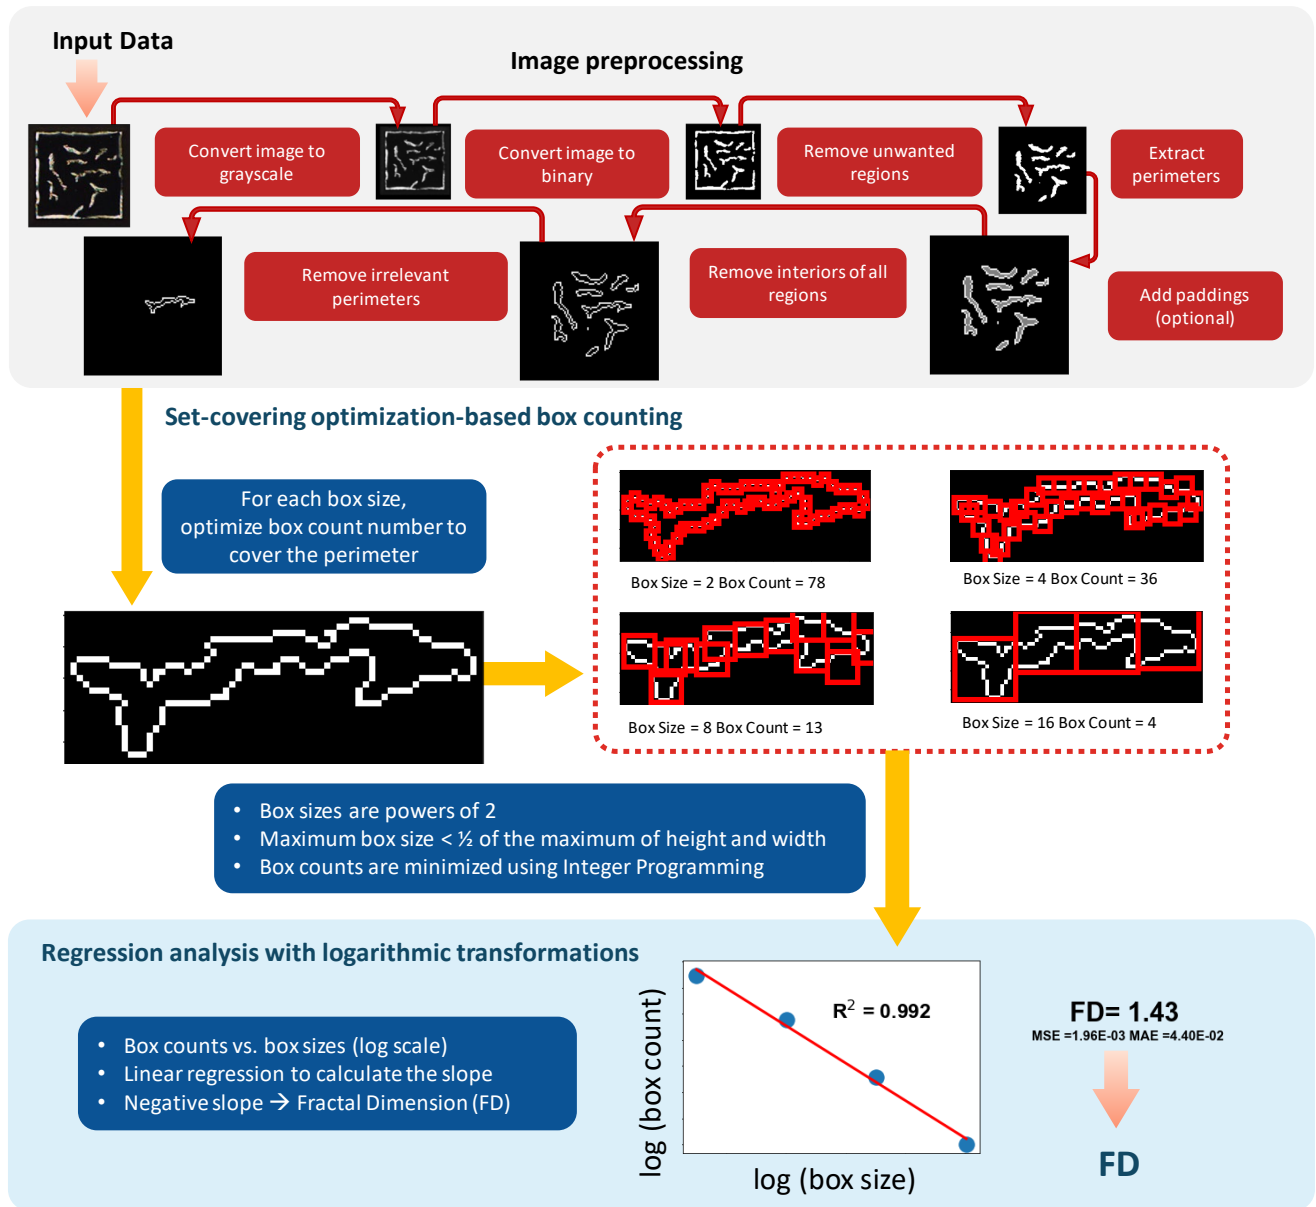 Input Data
Image preprocessing
Convert image to
grayscale
Convert image to
binary
Remove unwanted
regions
Extract
perimeters
Remove irrelevant
perimeters
Remove interiors of all
regions
Add paddings
(optional)
Set-covering optimization-based box counting
For each box size,
optimize box count number to
cover the perimeter
Box Size = 2 Box Count = 78
Box Size = 4 Box Count = 36
Box Size = 8 Box Count = 13
Box Size = 16 Box Count = 4
• Box sizes are powers of 2
• Maximum box size < ½ of the maximum of height and width
• Box counts are minimized using Integer Programming
Regression analysis with logarithmic transformations
• Box counts vs. box sizes (log scale)
• Linear regression to calculate the slope
• Negative slope → Fractal Dimension (FD)
log (box count)
R² = 0.992
log (box size)
FD= 1.43
MSE =1.96E-03 MAE =4.40E-02
FD